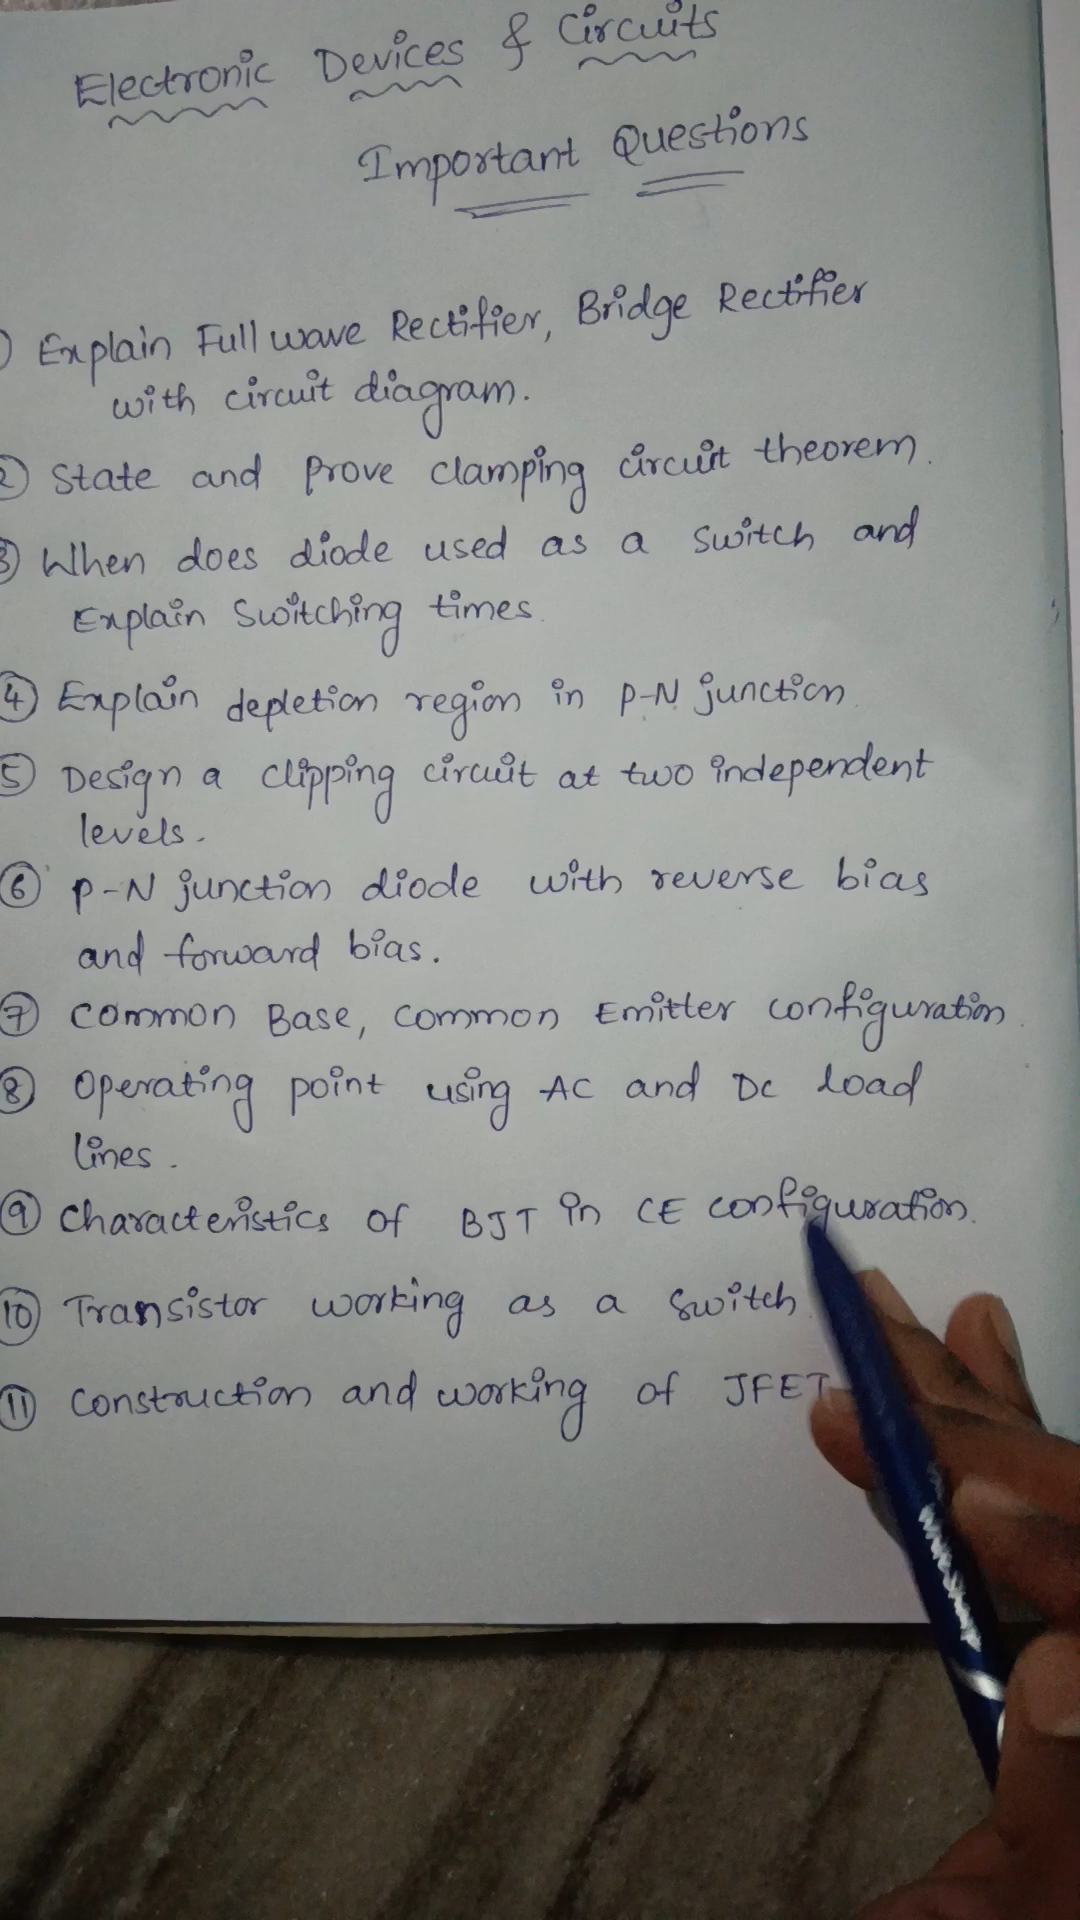 Electronic Devices & Circuits
Important Questions
Explain Full wave Rectifier, Bridge Rectifier
with circuit diagram.
2) State and Prove clamping circuit theorem.
3) When does diode used as a switch and
Explain Switching times.
4) Explain depletion region in P-N junction.
5) Design a clipping circuit at two independent
levels.
6) P-N junction diode with reverse bias
and forward bias.
7) Common Base, Common Emitter configuration.
8) Operating point using AC and DC load
lines.
9) Characteristics of BJT in CE configuration.
10) Transistor working as a switch.
11) Construction and working of JFET